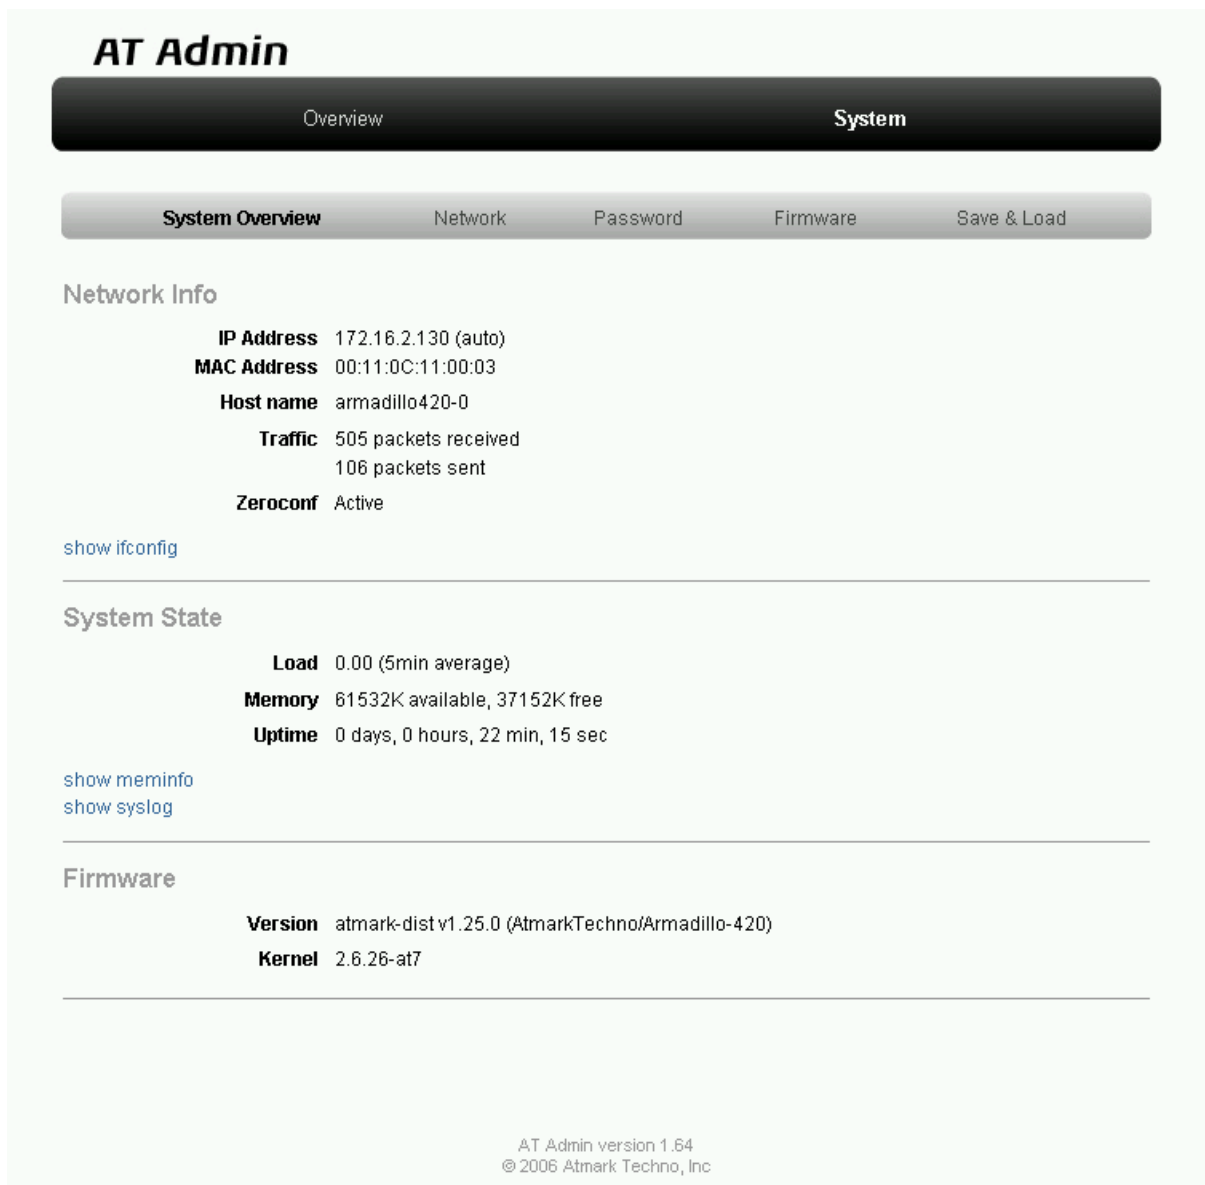 AT Admin
Overview System
System Overview Network Password Firmware Save & Load
Network Info
IP Address 172.16.2.130 (auto)
MAC Address 00:11:0C:11:00:03
Host name armadillo420-0
Traffic 505 packets received
106 packets sent
Zeroconf Active
show ifconfig
System State
Load 0.00 (5min average)
Memory 61532K available, 37152K free
Uptime 0 days, 0 hours, 22 min, 15 sec
show meminfo
show syslog
Firmware
Version atmark-dist v1.25.0 (AtmarkTechno/Armadillo-420)
Kernel 2.6.26-at7
AT Admin version 1.64
© 2006 Atmark Techno, Inc